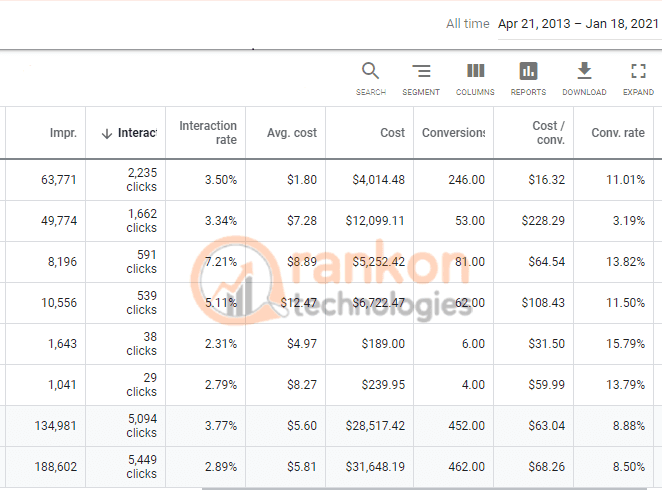 All time Apr 21, 2013 – Jan 18, 2021
SEARCH SEGMENT COLUMNS REPORTS DOWNLOAD EXPAND
Impr. Interac Interaction rate Avg. cost Cost Conversions Cost / conv. Conv. rate
63,771 2,235 clicks 3.50% $1.80 $4,014.48 246.00 $16.32 11.01%
49,774 1,662 clicks 3.34% $7.28 $12,099.11 53.00 $228.29 3.19%
8,196 591 clicks 7.21% $8.89 $5,252.42 81.00 $64.54 13.82%
10,556 539 clicks 5.11% $12.47 $6,722.47 62.00 $108.43 11.50%
1,643 38 clicks 2.31% $4.97 $189.00 6.00 $31.50 15.79%
1,041 29 clicks 2.79% $8.27 $239.95 4.00 $59.99 13.79%
134,981 5,094 clicks 3.77% $5.60 $28,517.42 452.00 $63.04 8.88%
188,602 5,449 clicks 2.89% $5.81 $31,648.19 462.00 $68.26 8.50%
rankon
technologies